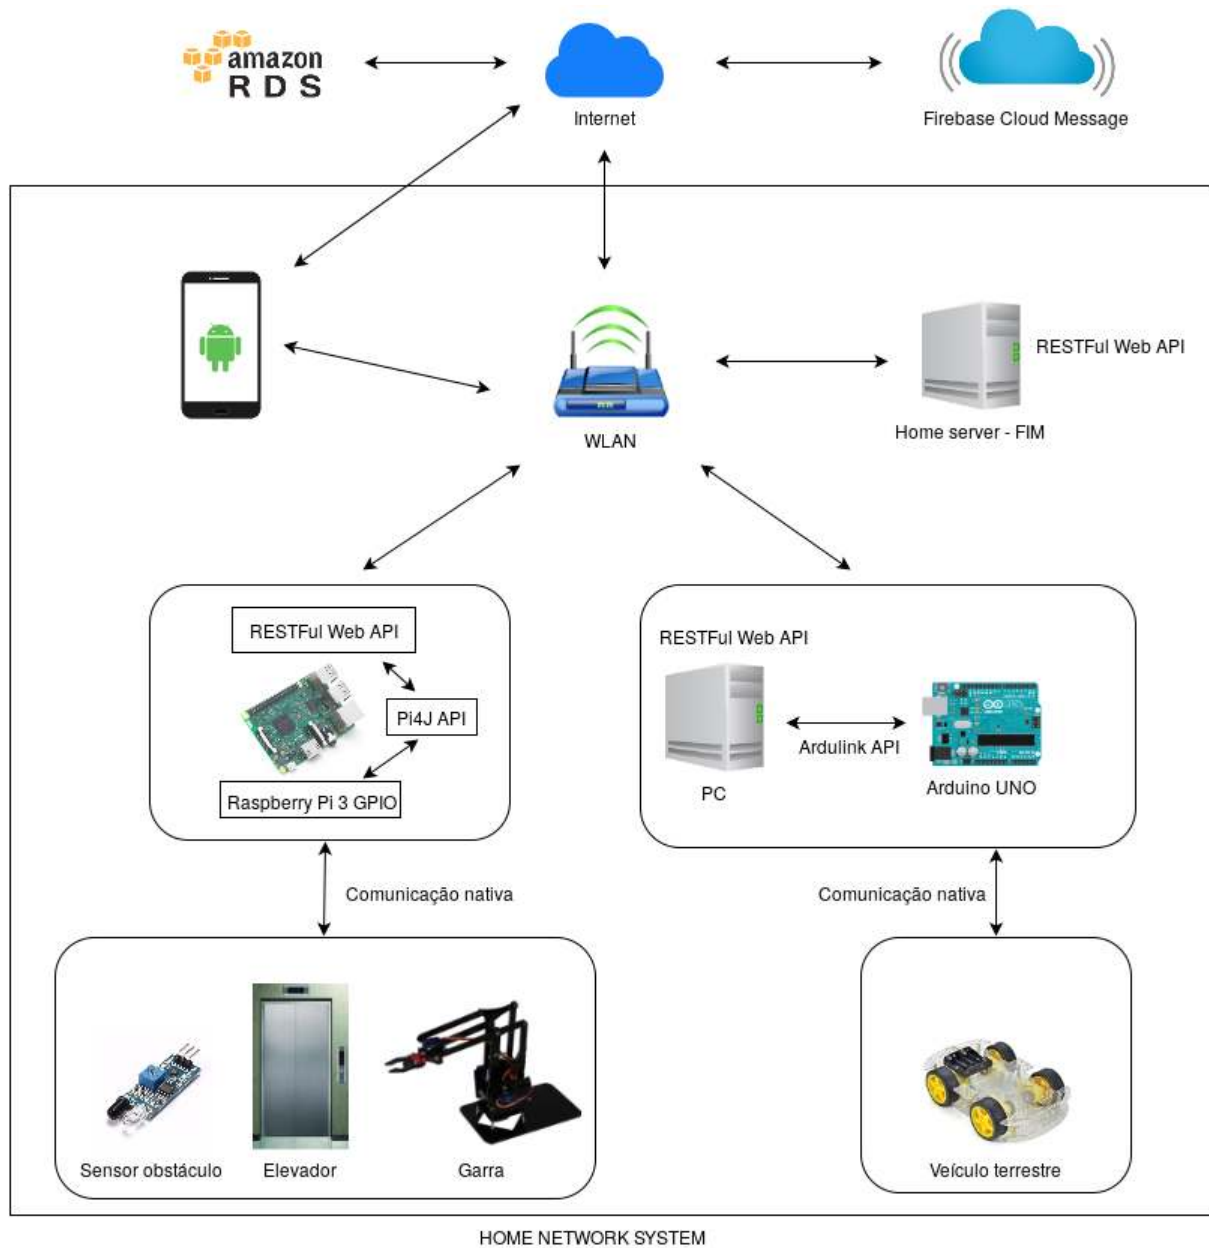 amazon
RDS
Internet
Firebase Cloud Message
RESTFul Web API
WLAN
Home server - FIM
RESTFul Web API
Pi4J API
Raspberry Pi 3 GPIO
RESTFul Web API
Ardulink API
PC
Arduino UNO
Comunicação nativa
Comunicação nativa
Sensor obstáculo
Elevador
Garra
Veículo terrestre
HOME NETWORK SYSTEM